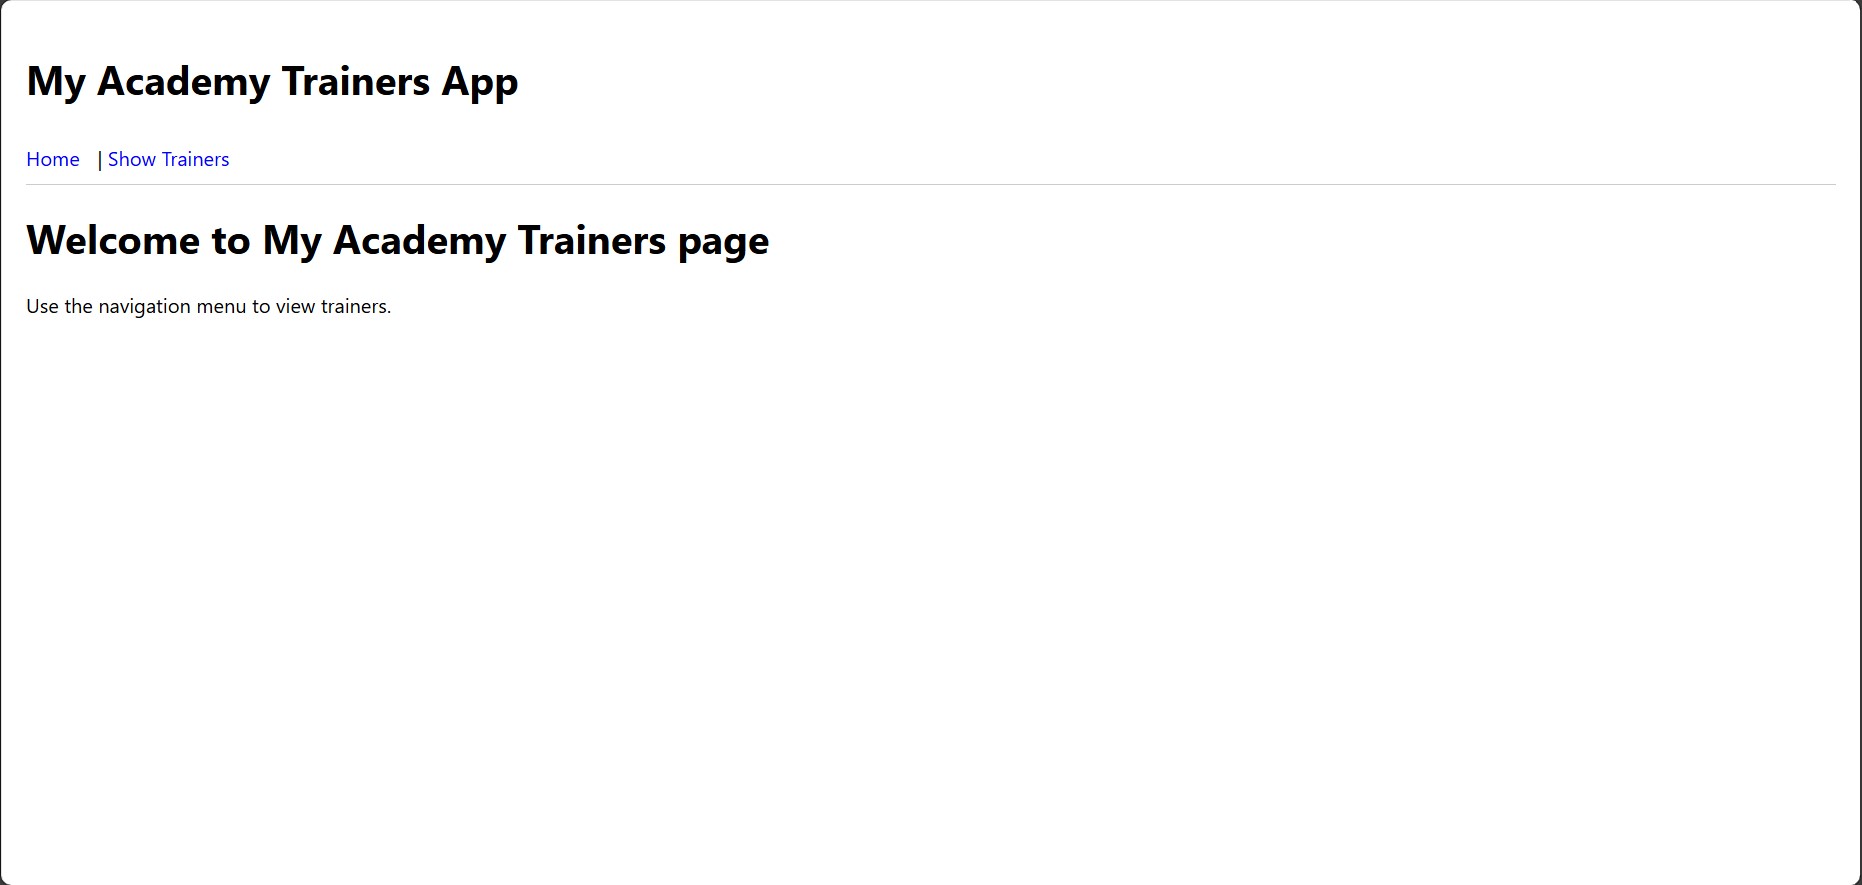 My Academy Trainers App
Home | Show Trainers
Welcome to My Academy Trainers page
Use the navigation menu to view trainers.